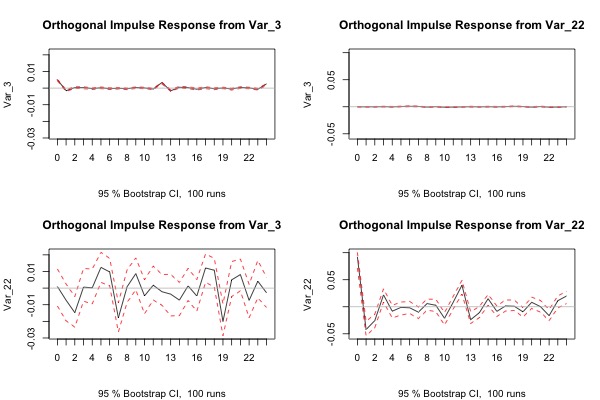 Orthogonal Impulse Response from Var_3
Var_3
0.01
-0.01
-0.03
0 2 4 6 8 10 13 16 19 22
95 % Bootstrap CI,  100 runs
Orthogonal Impulse Response from Var_22
Var_3
0.05
-0.05
0 2 4 6 8 10 13 16 19 22
95 % Bootstrap CI,  100 runs
Orthogonal Impulse Response from Var_3
Var_22
0.01
-0.01
-0.03
0 2 4 6 8 10 13 16 19 22
95 % Bootstrap CI,  100 runs
Orthogonal Impulse Response from Var_22
Var_22
0.05
-0.05
0 2 4 6 8 10 13 16 19 22
95 % Bootstrap CI,  100 runs